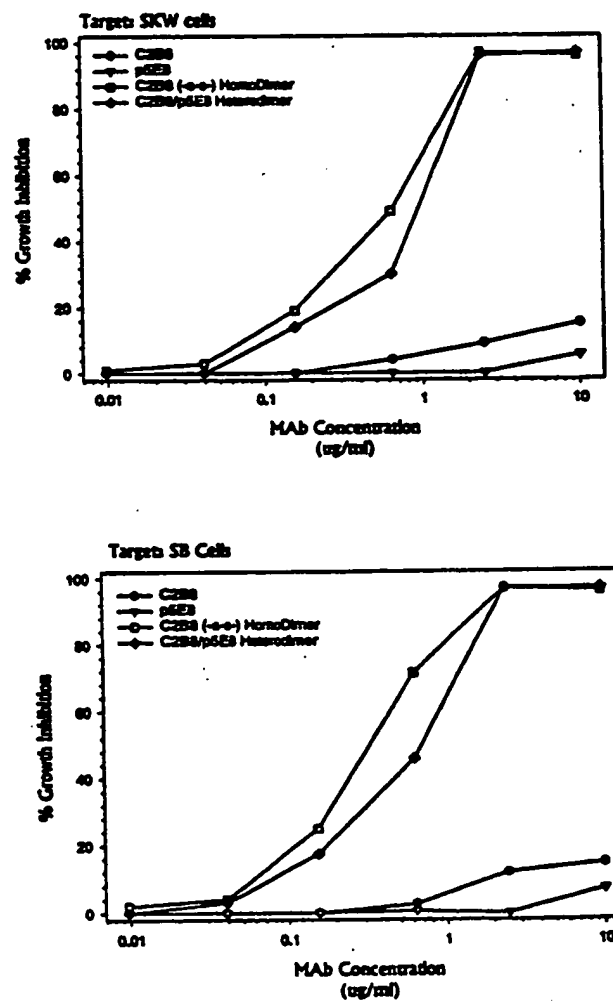 Target: SKW cells
C2B8
p5E8
C2B8 (-s-s-) HomoDimer
C2B8/p5E8 Heterodimer
100
80
60
40
20
0
% Growth Inhibition
0.01
0.1
1
10
MAb Concentration
(ug/ml)
Target: SB Cells
C2B8
p5E8
C2B8 (-s-s-) HomoDimer
C2B8/p5E8 Heterodimer
100
80
60
40
20
0
% Growth Inhibition
0.01
0.1
1
10
MAb Concentration
(ug/ml)